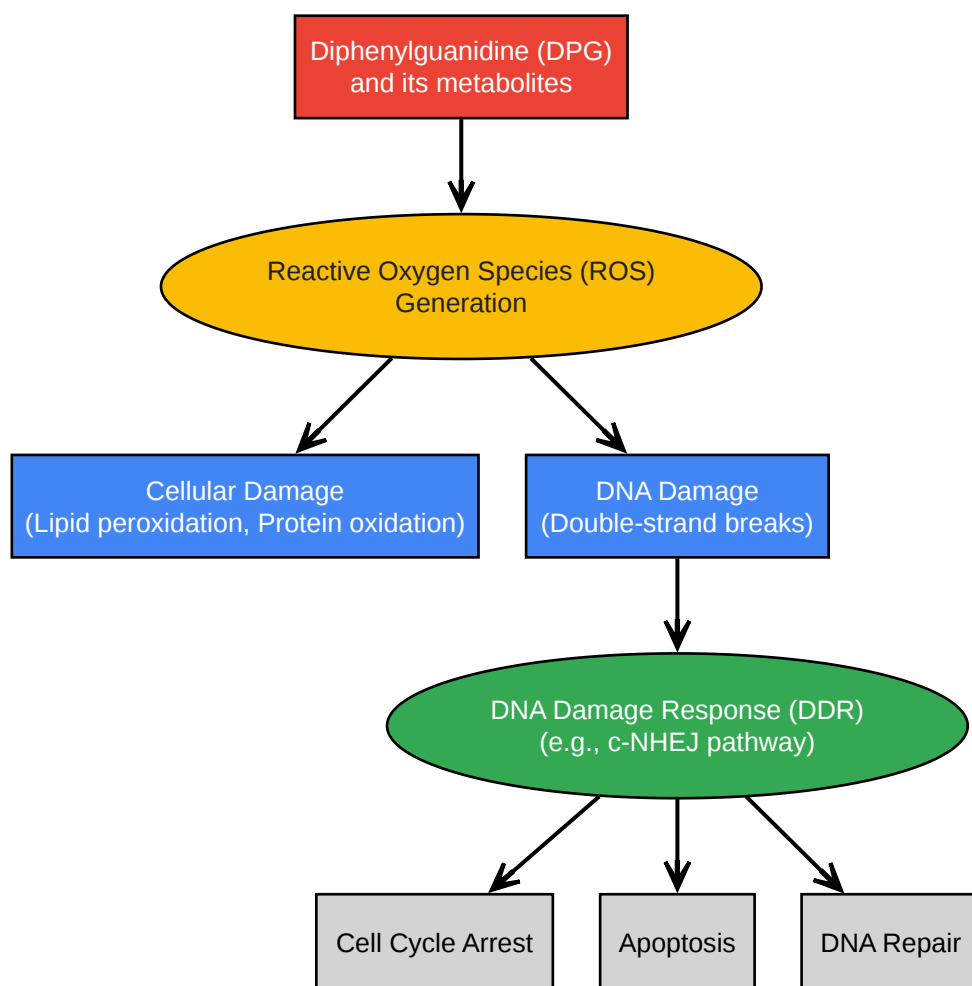 Diphenylguanidine (DPG)
and its metabolites
Reactive Oxygen Species (ROS)
Generation
Cellular Damage
(Lipid peroxidation, Protein oxidation)
DNA Damage
(Double-strand breaks)
DNA Damage Response (DDR)
(e.g., c-NHEJ pathway)
Cell Cycle Arrest
Apoptosis
DNA Repair